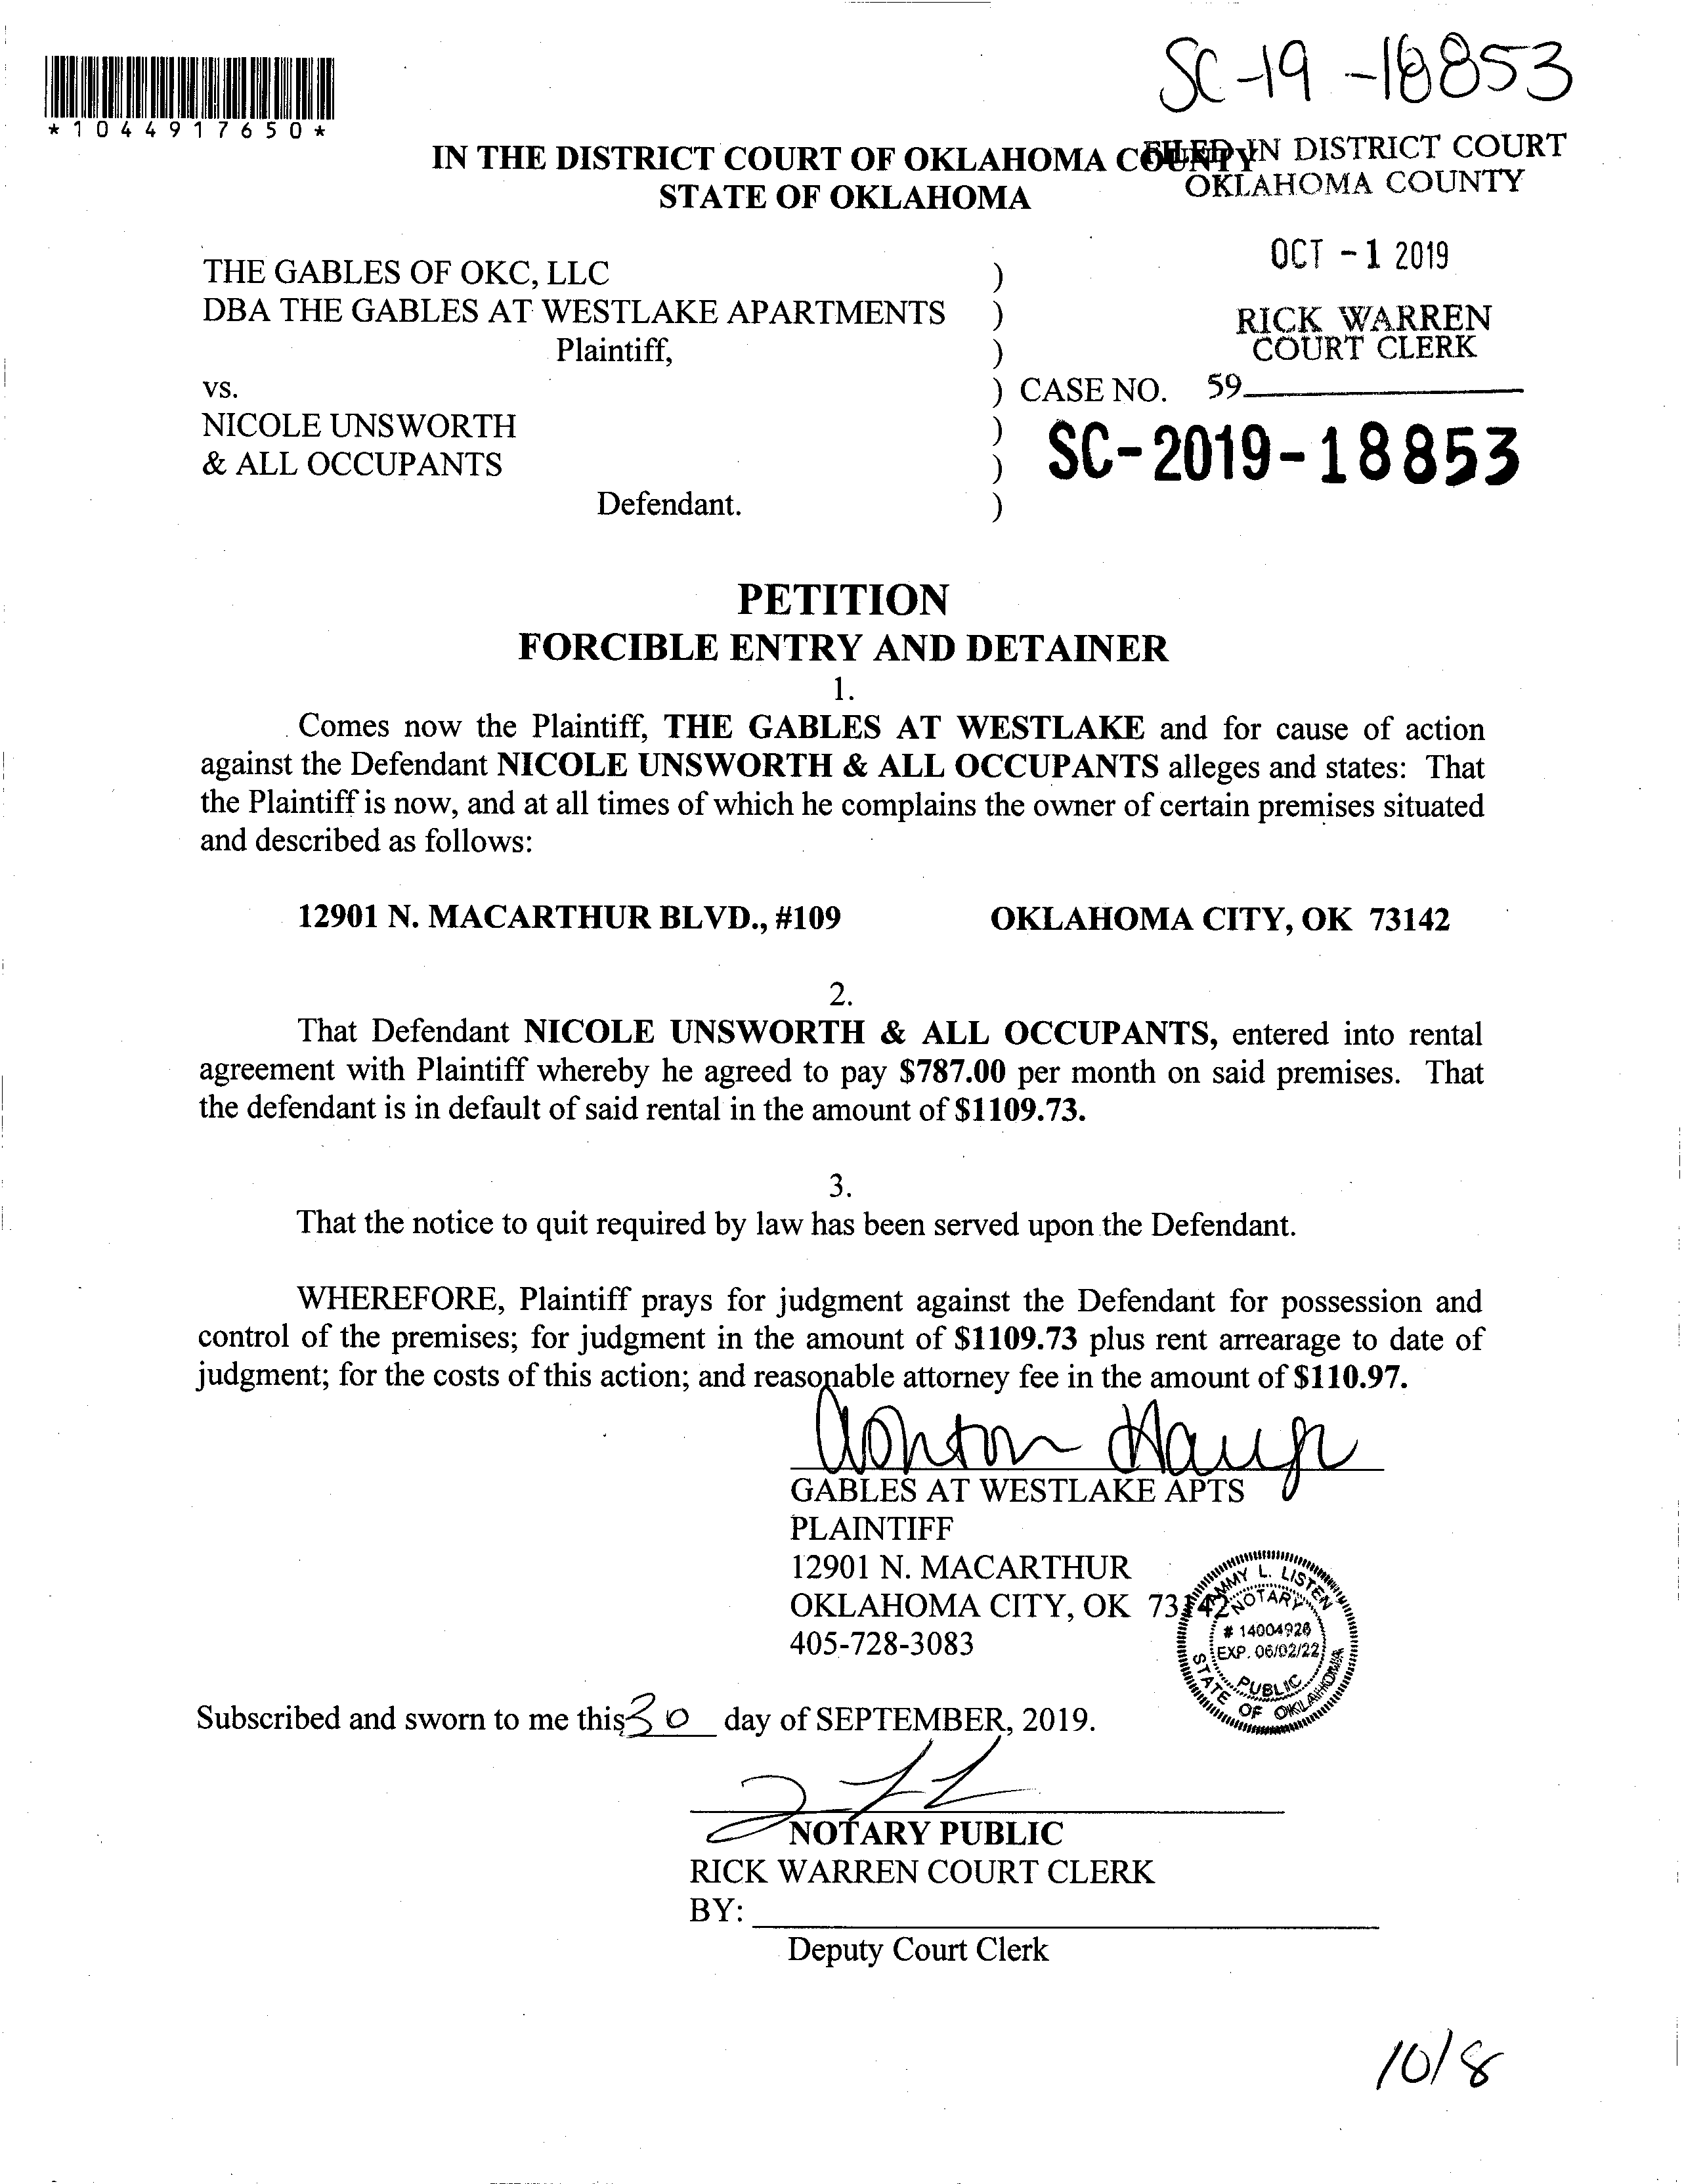 SC-19-18853
*1044917650*
IN THE DISTRICT COURT OF OKLAHOMA COUNTY
STATE OF OKLAHOMA
FILED IN DISTRICT COURT
OKLAHOMA COUNTY
OCT -1 2019
RICK WARREN
COURT CLERK
59
THE GABLES OF OKC, LLC )
DBA THE GABLES AT WESTLAKE APARTMENTS )
Plaintiff, )
vs. ) CASE NO.
NICOLE UNSWORTH )
& ALL OCCUPANTS ) SC-2019-18853
Defendant. )
PETITION
FORCIBLE ENTRY AND DETAINER
1.
Comes now the Plaintiff, THE GABLES AT WESTLAKE and for cause of action
against the Defendant NICOLE UNSWORTH & ALL OCCUPANTS alleges and states: That
the Plaintiff is now, and at all times of which he complains the owner of certain premises situated
and described as follows:
12901 N. MACARTHUR BLVD., #109 OKLAHOMA CITY, OK 73142
2.
That Defendant NICOLE UNSWORTH & ALL OCCUPANTS, entered into rental
agreement with Plaintiff whereby he agreed to pay $787.00 per month on said premises. That
the defendant is in default of said rental in the amount of $1109.73.
3.
That the notice to quit required by law has been served upon the Defendant.
WHEREFORE, Plaintiff prays for judgment against the Defendant for possession and
control of the premises; for judgment in the amount of $1109.73 plus rent arrearage to date of
judgment; for the costs of this action; and reasonable attorney fee in the amount of $110.97.
GABLES AT WESTLAKE APTS
PLAINTIFF
12901 N. MACARTHUR
OKLAHOMA CITY, OK 73142
405-728-3083
L. LISTEN
NOTARY
# 14004926
EXP. 06/02/22
PUBLIC
STATE OF OKLAHOMA
Subscribed and sworn to me this 30 day of SEPTEMBER, 2019.
NOTARY PUBLIC
RICK WARREN COURT CLERK
BY:
Deputy Court Clerk
10/8